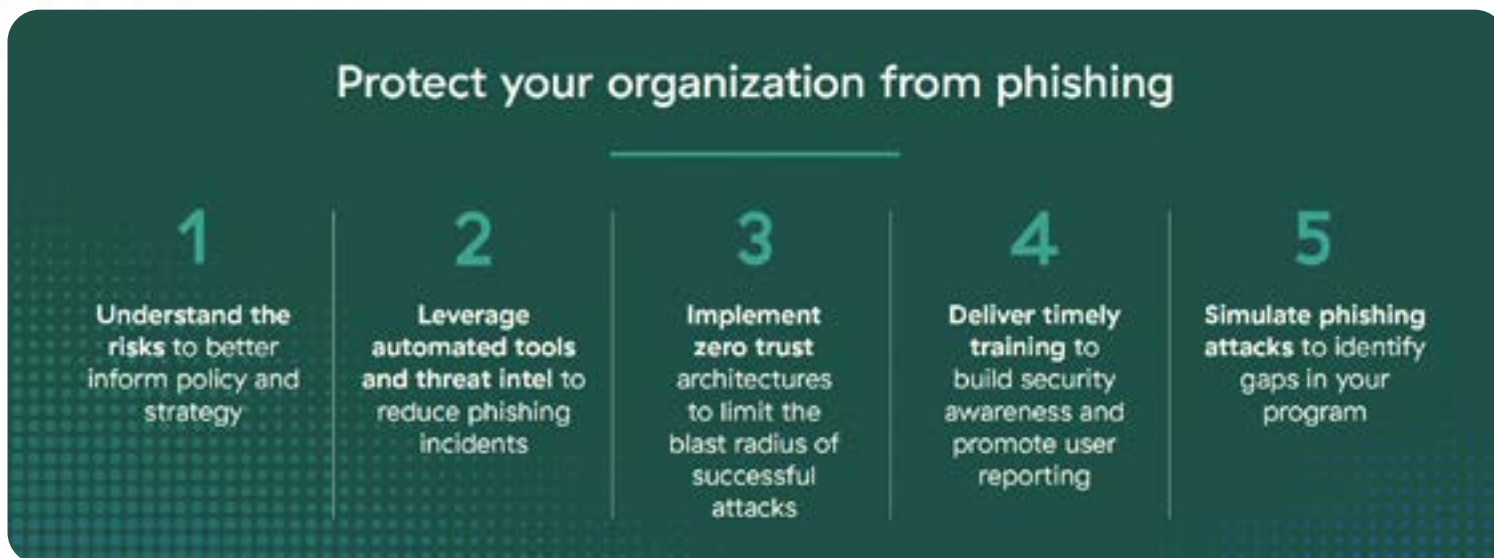 Protect your organization from phishing
1
Understand the
risks to better
inform policy and
strategy
2
Leverage
automated tools
and threat intel to
reduce phishing
incidents
3
Implement
zero trust
architectures
to limit the
blast radius of
successful
attacks
4
Deliver timely
training to
build security
awareness and
promote user
reporting
5
Simulate phishing
attacks to identify
gaps in your
program